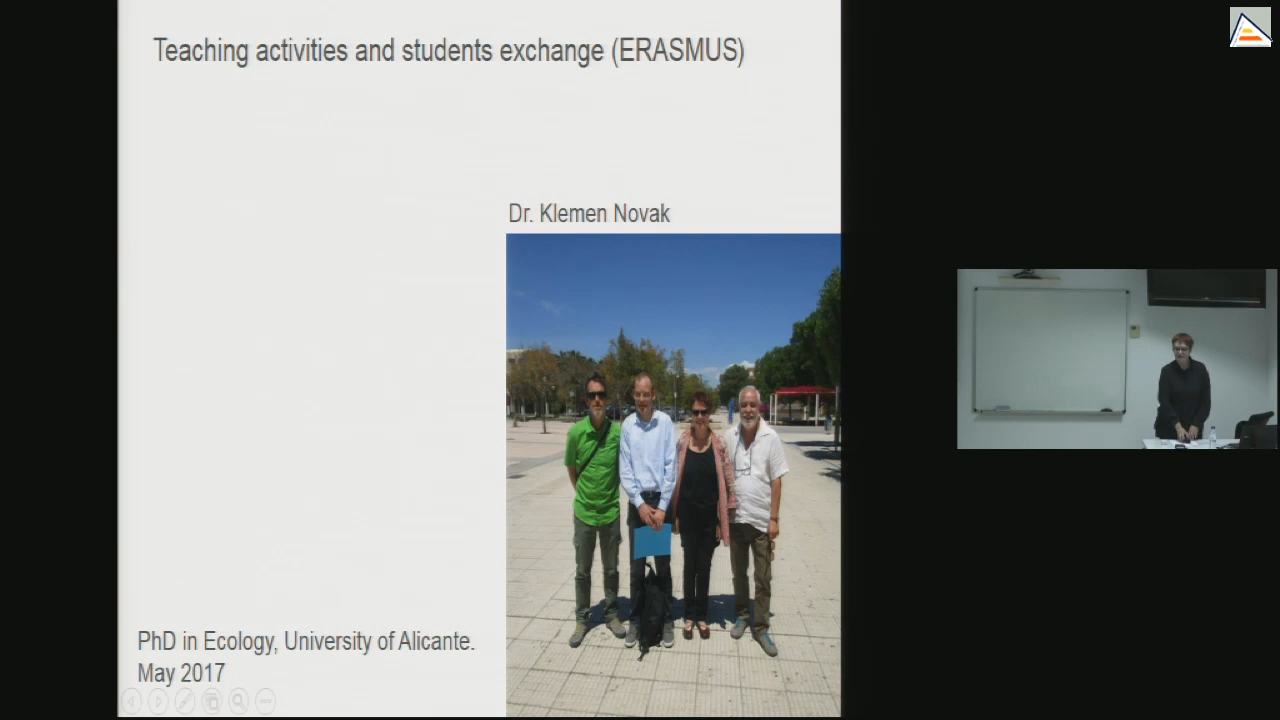 Teaching activities and students exchange (ERASMUS)
Dr. Klemen Novak
PhD in Ecology, University of Alicante.
May 2017